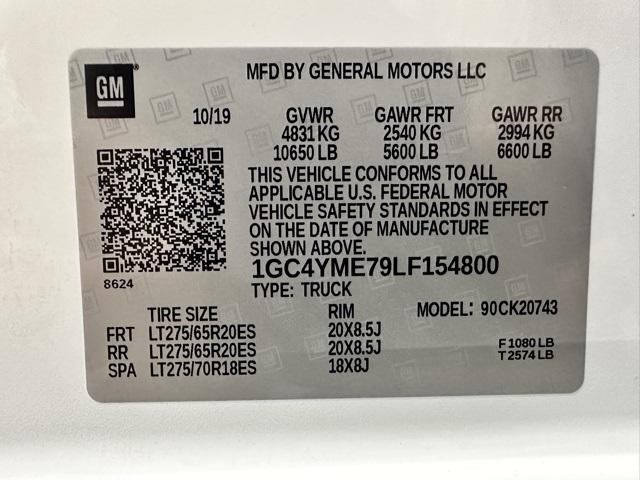 GM
MFD BY GENERAL MOTORS LLC
10/19 GVWR GAWR FRT GAWR RR
4831 KG 2540 KG 2994 KG
10650 LB 5600 LB 6600 LB
THIS VEHICLE CONFORMS TO ALL
APPLICABLE U.S. FEDERAL MOTOR
VEHICLE SAFETY STANDARDS IN EFFECT
ON THE DATE OF MANUFACTURE
SHOWN ABOVE.
8624
1GC4YME79LF154800
TYPE: TRUCK
TIRE SIZE RIM MODEL: 90CK20743
FRT LT275/65R20ES 20X8.5J F 1080 LB
RR LT275/65R20ES 20X8.5J T 2574 LB
SPA LT275/70R18ES 18X8J